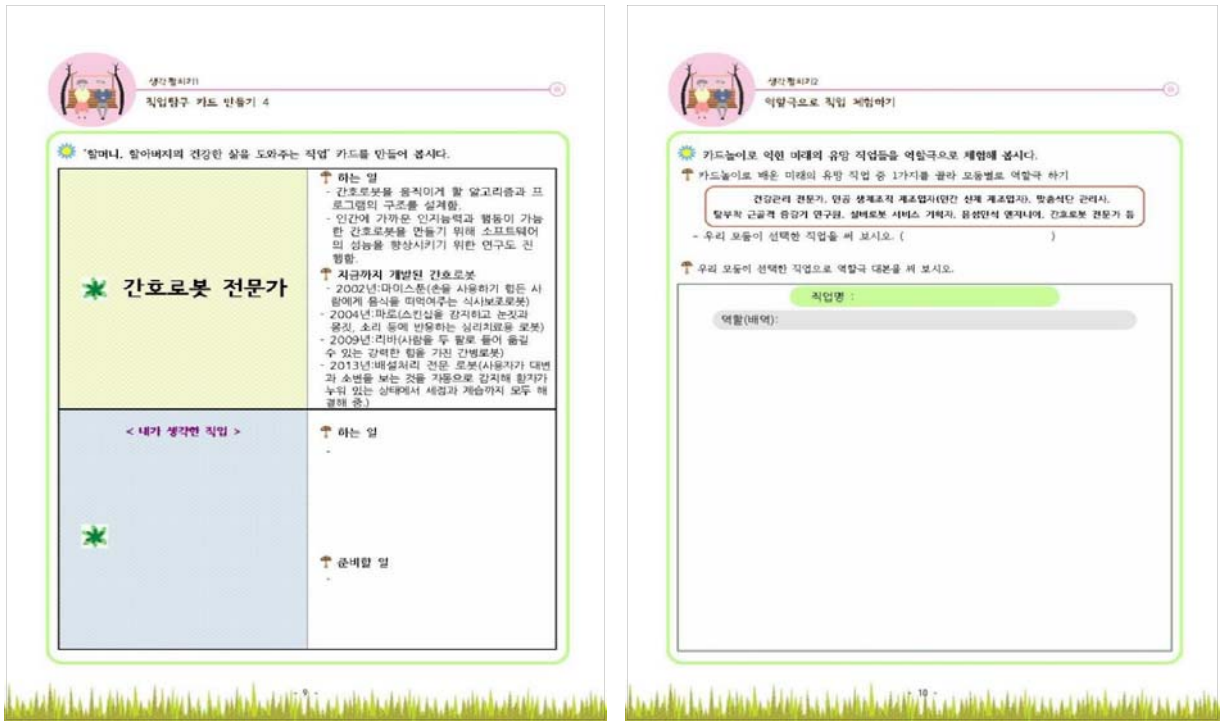 생각펼치기1
직업탐구 카드 만들기 4
'할머니, 할아버지의 건강한 삶을 도와주는 직업' 카드를 만들어 봅시다.
간호로봇 전문가
하는 일
- 간호로봇을 움직이게 할 알고리즘과 프
로그램의 구조를 설계함.
- 인간에 가까운 인지능력과 행동이 가능
한 간호로봇을 만들기 위해 소프트웨어
의 성능을 향상시키기 위한 연구도 진
행함.
지금까지 개발된 간호로봇
- 2002년:마이스푼(손을 사용하기 힘든 사
람에게 음식을 떠먹여주는 식사보조로봇)
- 2004년:파로(스킨십을 감지하고 눈짓과
몸짓, 소리 등에 반응하는 심리치료용 로봇)
- 2009년:리바(사람을 두 팔로 들어 옮길
수 있는 강력한 힘을 가진 간병로봇)
- 2013년:배설처리 전문 로봇(사용자가 대변
과 소변을 보는 것을 자동으로 감지해 환자가
누워 있는 상태에서 세정과 제습까지 모두 해
결해 줌.)
< 내가 생각한 직업 >
하는 일
-
준비할 일
-
- 9 -
생각펼치기2
역할극으로 직업 체험하기
카드놀이로 익힌 미래의 유망 직업들을 역할극으로 체험해 봅시다.
카드놀이로 배운 미래의 유망 직업 중 1가지를 골라 모둠별로 역할극 하기
건강관리 전문가, 인공 생체조직 제조업자(인간 신체 제조업자), 맞춤식단 관리사,
탈부착 근골격 증강기 연구원, 실버로봇 서비스 기획자, 음성인식 엔지니어, 간호로봇 전문가 등
- 우리 모둠이 선택한 직업을 써 보시오. ( )
우리 모둠이 선택한 직업으로 역할극 대본을 써 보시오.
직업명 :
역할(배역):
- 10 -